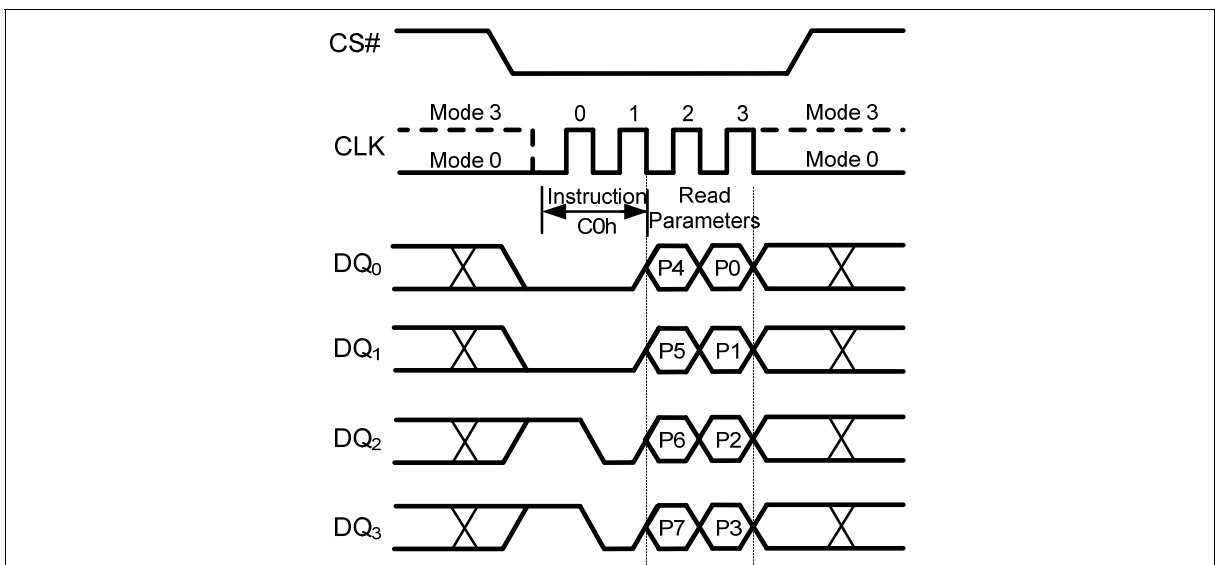 CS#
Mode 3 0 1 2 3 Mode 3
CLK
Mode 0 Mode 0
Instruction Read
C0h Parameters
DQ0 P4 P0
DQ1 P5 P1
DQ2 P6 P2
DQ3 P7 P3